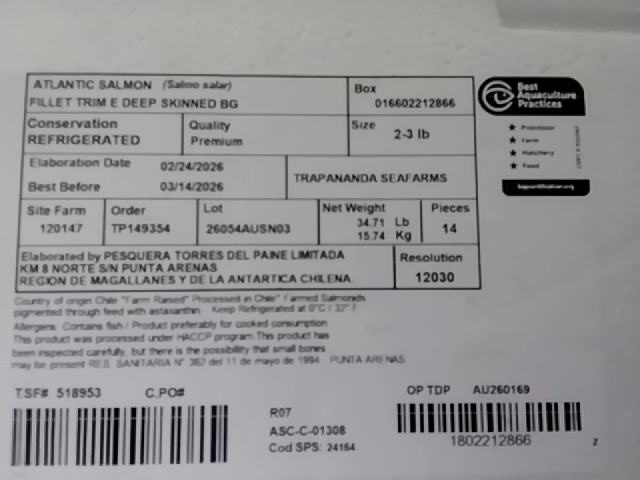 ATLANTIC SALMON (Salmo salar)
FILLET TRIM E DEEP SKINNED BG
Box
016602212866
Best
Aquaculture
Practices
Conservation
REFRIGERATED
Quality
Premium
Size
2-3 lb
Processor
Farm
Hatchery
Feed
bapcertification.org
Elaboration Date 02/24/2026
Best Before 03/14/2026
TRAPANANDA SEAFARMS
Site Farm
120147
Order
TP149354
Lot
26054AUSN03
Net Weight
34.71 Lb
15.74 Kg
Pieces
14
Elaborated by PESQUERA TORRES DEL PAINE LIMITADA
KM 8 NORTE S/N PUNTA ARENAS
REGION DE MAGALLANES Y DE LA ANTARTICA CHILENA
Resolution
12030
Country of origin Chile "Farm Raised" Processed in Chile" Farmed Salmonids
pigmented through feed with astaxanthin. Keep Refrigerated at 0°C / 32° F
Allergens. Contains fish / Product preferably for cooked consumption
This product was processed under HACCP program.This product has
been inspected carefully, but there is the possibility that small bones
may be present RES. SANITARIA N° 362 del 11 de mayo de 1994 PUNTA ARENAS
T.SF# 518953 C.PO#
R07
ASC-C-01308
Cod SPS: 24164
OP TDP AU260169
1802212866
z